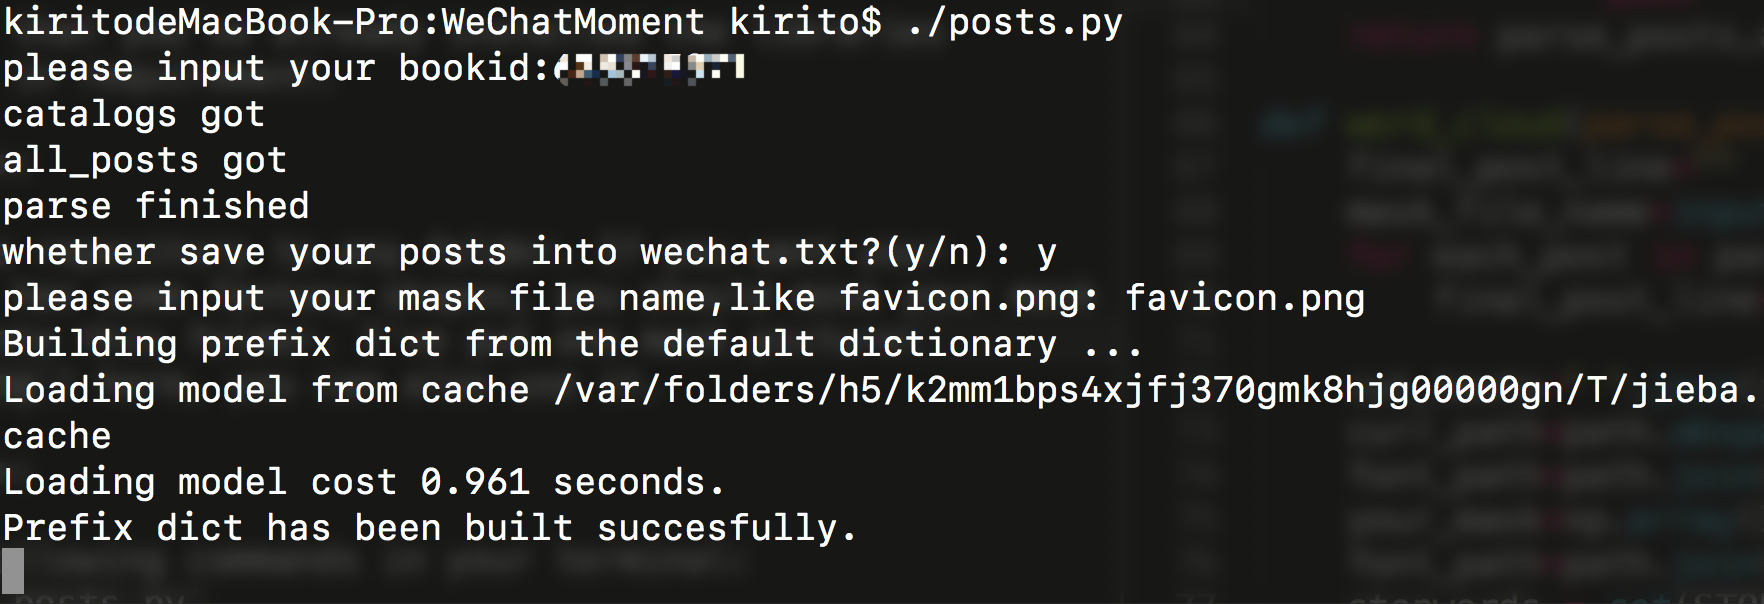 kiritodeMacBook-Pro:WeChatMoment kirito$ ./posts.py
please input your bookid:
catalogs got
all_posts got
parse finished
whether save your posts into wechat.txt?(y/n): y
please input your mask file name,like favicon.png: favicon.png
Building prefix dict from the default dictionary ...
Loading model from cache /var/folders/h5/k2mm1bps4xjfj370gmk8hjg00000gn/T/jieba.
cache
Loading model cost 0.961 seconds.
Prefix dict has been built succesfully.